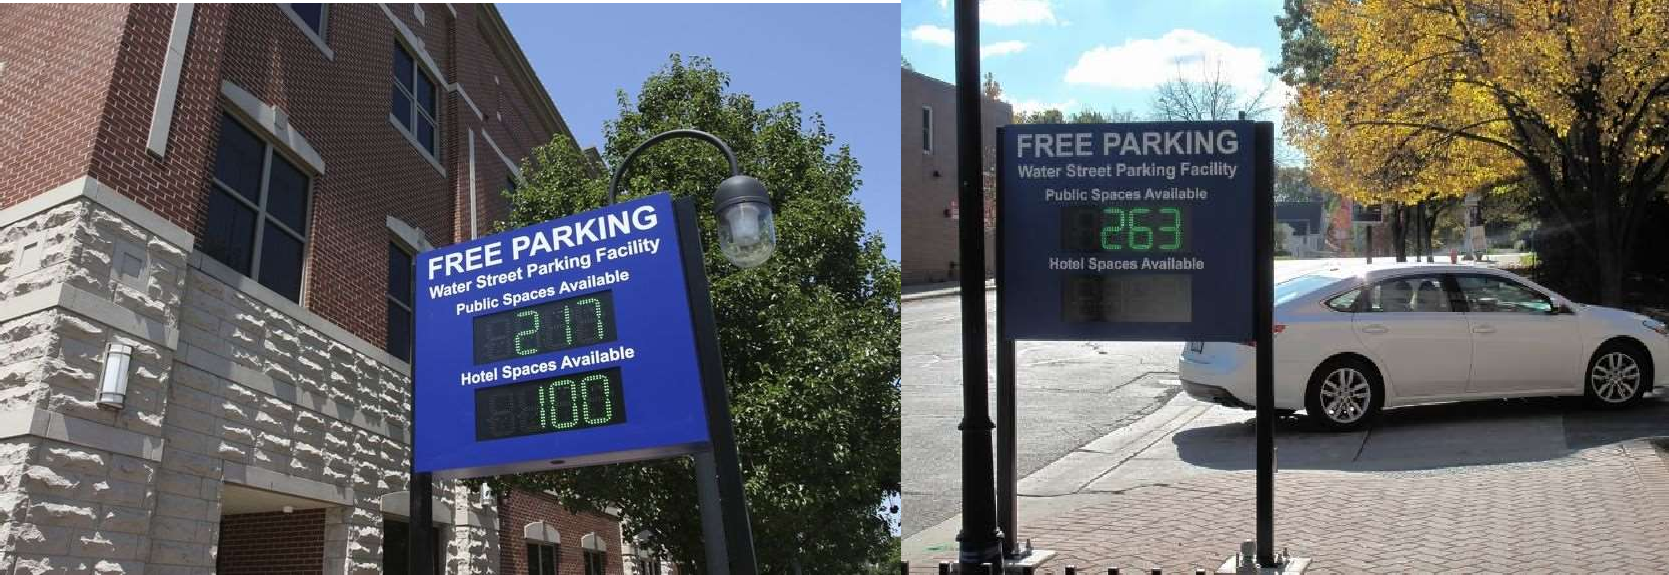 FREE PARKING
Water Street Parking Facility
Public Spaces Available
217
Hotel Spaces Available
100
FREE PARKING
Water Street Parking Facility
Public Spaces Available
263
Hotel Spaces Available